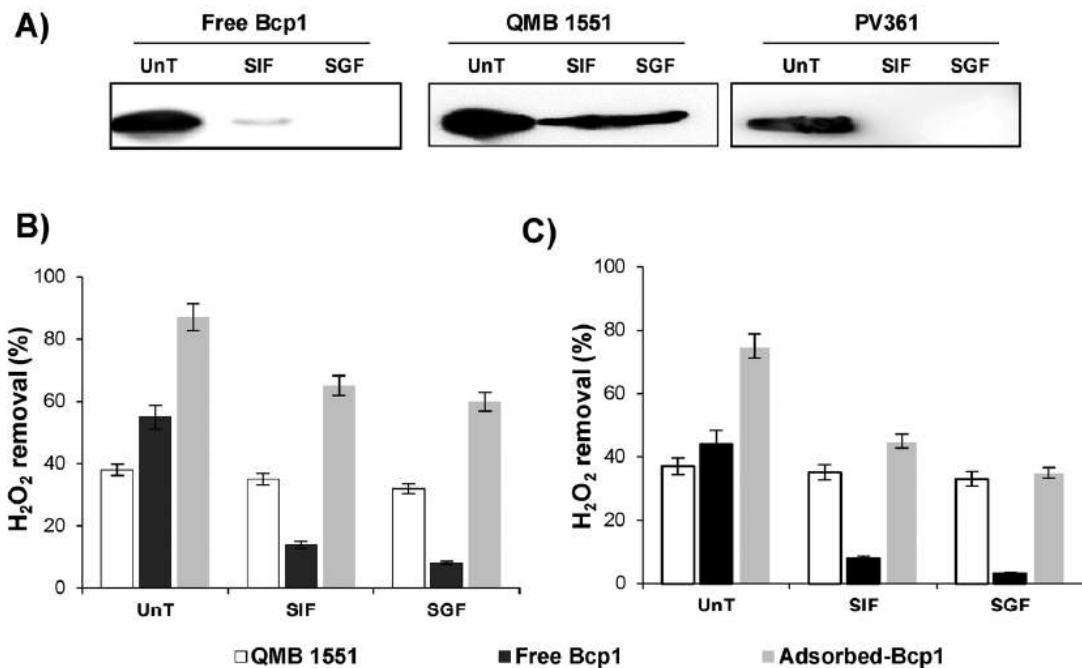 A)
Free Bcp1 QMB 1551 PV361
UnT SIF SGF UnT SIF SGF UnT SIF SGF
B)
H₂O₂ removal (%)
100
80
60
40
20
0
UnT SIF SGF
C)
H₂O₂ removal (%)
100
80
60
40
20
0
UnT SIF SGF
QMB 1551 Free Bcp1 Adsorbed-Bcp1